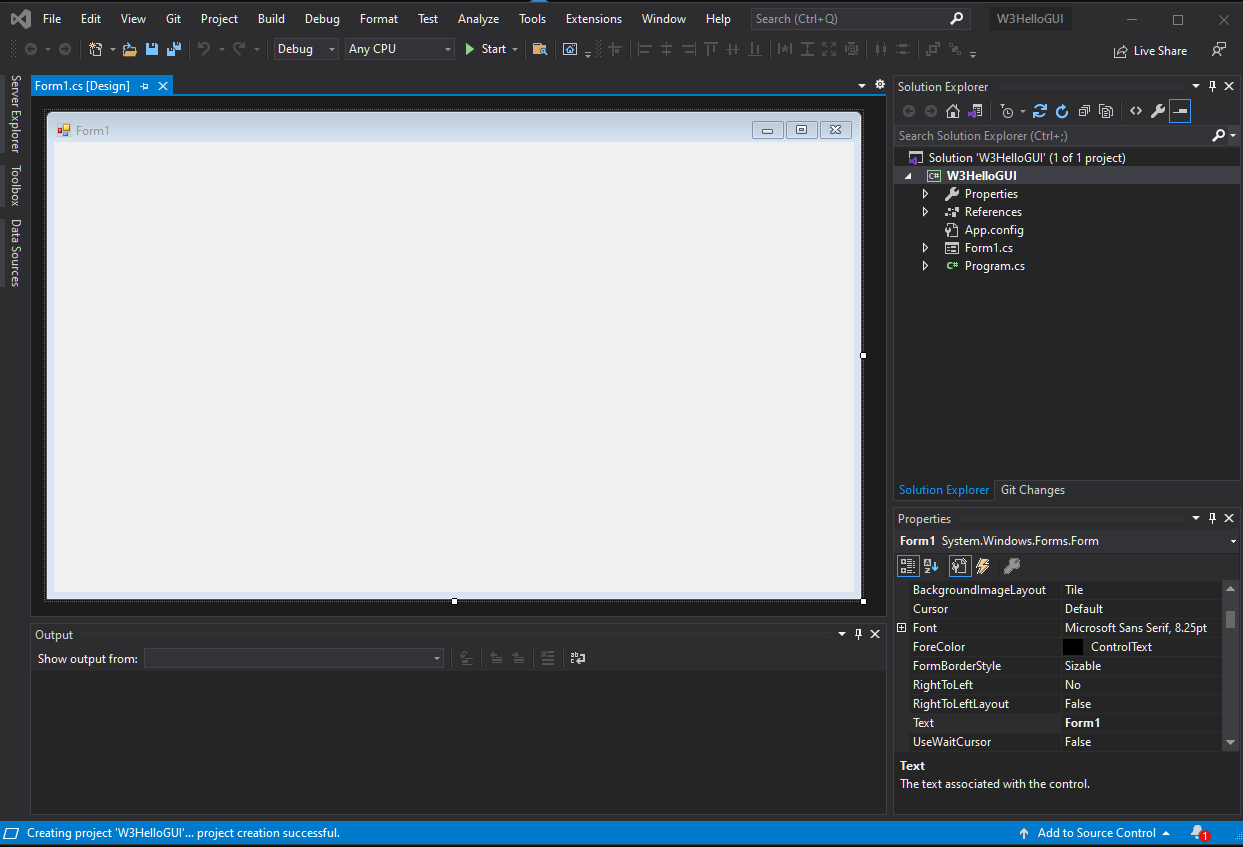 File Edit View Git Project Build Debug Format Test Analyze Tools Extensions Window Help Search (Ctrl+Q) W3HelloGUI
Debug Any CPU Start Live Share
Server Explorer
Toolbox
Data Sources
Form1.cs [Design]
Form1
Output
Show output from:
Solution Explorer
Search Solution Explorer (Ctrl+;)
Solution 'W3HelloGUI' (1 of 1 project)
C# W3HelloGUI
Properties
References
App.config
Form1.cs
C# Program.cs
Solution Explorer Git Changes
Properties
Form1 System.Windows.Forms.Form
BackgroundImageLayout Tile
Cursor Default
Font Microsoft Sans Serif, 8.25pt
ForeColor ControlText
FormBorderStyle Sizable
RightToLeft No
RightToLeftLayout False
Text Form1
UseWaitCursor False
Text
The text associated with the control.
Creating project 'W3HelloGUI'... project creation successful. Add to Source Control 1